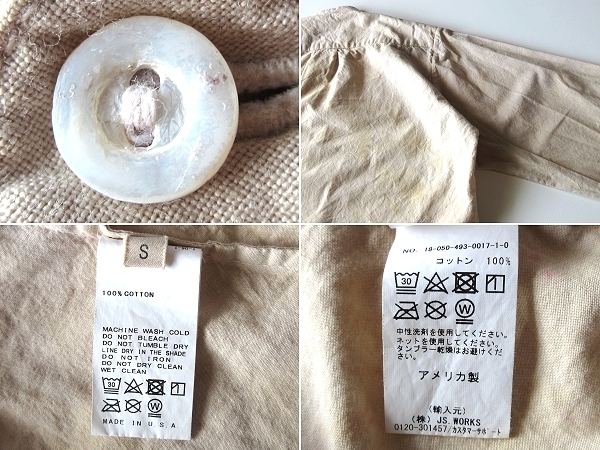 S
100% COTTON
MACHINE WASH COLD
DO NOT BLEACH
DO NOT TUMBLE DRY
LINE DRY IN THE SHADE
DO NOT IRON
DO NOT DRY CLEAN
WET CLEAN
30
W
MADE IN U.S.A
NO. 18-050-493-0017-1-0
コットン 100%
30
W
中性洗剤を使用してください。
ネットを使用してください。
タンブラー乾燥はお避けくだ
さい。
アメリカ製
(輸入元)
(株) JS.WORKS
0120-301457/カスタマーサポート